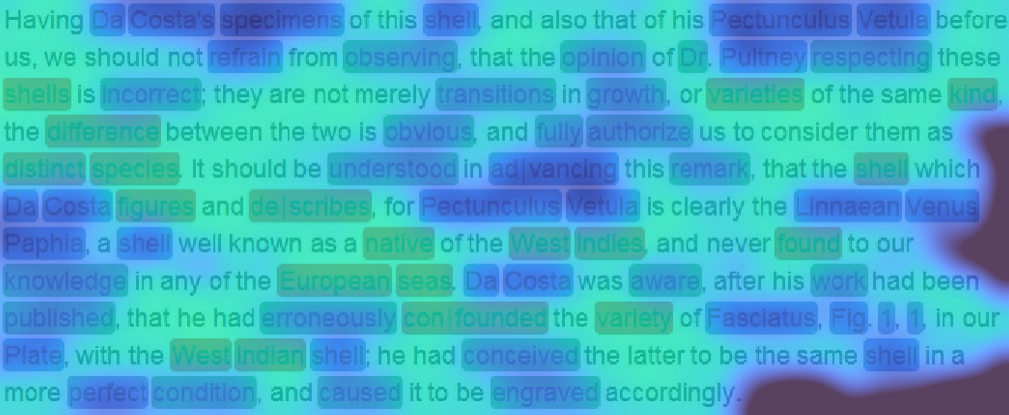 Having Da Costa's specimens of this shell, and also that of his Pectunculus Vetula before
us, we should not refrain from observing, that the opinion of Dr. Pultney respecting these
shells is incorrect; they are not merely transitions in growth, or varieties of the same kind,
the difference between the two is obvious, and fully authorize us to consider them as
distinct species. It should be understood in ad|vancing this remark, that the shell which
Da Costa figures and de|scribes, for Pectunculus Vetula is clearly the Linnaean Venus
Paphia, a shell well known as a native of the West Indies, and never found to our
knowledge in any of the European seas. Da Costa was aware, after his work had been
published, that he had erroneously con|founded the variety of Fasciatus, Fig. 1, 1, in our
Plate, with the West Indian shell; he had conceived the latter to be the same shell in a
more perfect condition, and caused it to be engraved accordingly.